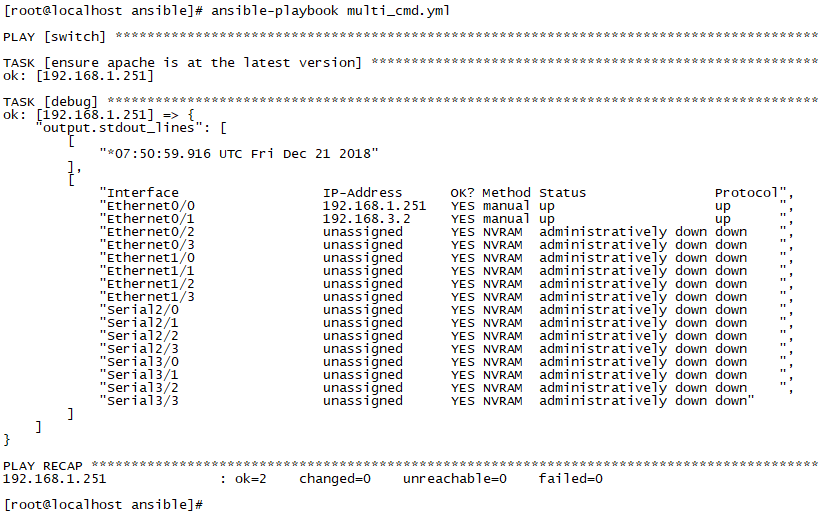 [root@localhost ansible]# ansible-playbook multi_cmd.yml
PLAY [switch] *****************************************************************************************
TASK [ensure apache is at the latest version] ********************************************************
ok: [192.168.1.251]
TASK [debug] ******************************************************************************************
ok: [192.168.1.251] => {
    "output.stdout_lines": [
        [
            "*07:50:59.916 UTC Fri Dec 21 2018"
        ],
        [
            "Interface                  IP-Address      OK? Method Status                Protocol",
            "Ethernet0/0                192.168.1.251   YES manual up                    up      ",
            "Ethernet0/1                192.168.3.2     YES manual up                    up      ",
            "Ethernet0/2                unassigned      YES NVRAM  administratively down down    ",
            "Ethernet0/3                unassigned      YES NVRAM  administratively down down    ",
            "Ethernet1/0                unassigned      YES NVRAM  administratively down down    ",
            "Ethernet1/1                unassigned      YES NVRAM  administratively down down    ",
            "Ethernet1/2                unassigned      YES NVRAM  administratively down down    ",
            "Ethernet1/3                unassigned      YES NVRAM  administratively down down    ",
            "Serial2/0                  unassigned      YES NVRAM  administratively down down    ",
            "Serial2/1                  unassigned      YES NVRAM  administratively down down    ",
            "Serial2/2                  unassigned      YES NVRAM  administratively down down    ",
            "Serial2/3                  unassigned      YES NVRAM  administratively down down    ",
            "Serial3/0                  unassigned      YES NVRAM  administratively down down    ",
            "Serial3/1                  unassigned      YES NVRAM  administratively down down    ",
            "Serial3/2                  unassigned      YES NVRAM  administratively down down    ",
            "Serial3/3                  unassigned      YES NVRAM  administratively down down"
        ]
    ]
}
PLAY RECAP ********************************************************************************************
192.168.1.251              : ok=2    changed=0    unreachable=0    failed=0
[root@localhost ansible]#